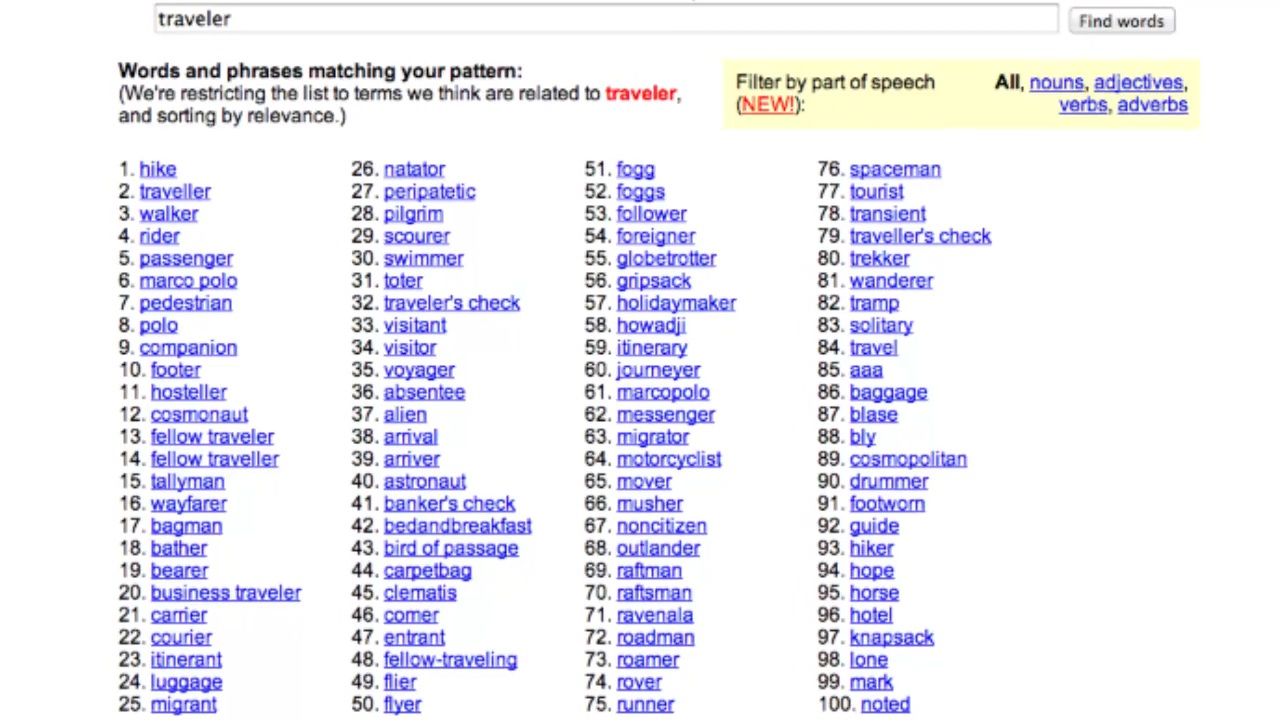 traveler
Find words
Words and phrases matching your pattern:
(We're restricting the list to terms we think are related to traveler,
and sorting by relevance.)
Filter by part of speech
(NEW!):
All, nouns, adjectives,
verbs, adverbs
1. hike
2. traveller
3. walker
4. rider
5. passenger
6. marco polo
7. pedestrian
8. polo
9. companion
10. footer
11. hosteller
12. cosmonaut
13. fellow traveler
14. fellow traveller
15. tallyman
16. wayfarer
17. bagman
18. bather
19. bearer
20. business traveler
21. carrier
22. courier
23. itinerant
24. luggage
25. migrant
26. natator
27. peripatetic
28. pilgrim
29. scourer
30. swimmer
31. toter
32. traveler's check
33. visitant
34. visitor
35. voyager
36. absentee
37. alien
38. arrival
39. arriver
40. astronaut
41. banker's check
42. bedandbreakfast
43. bird of passage
44. carpetbag
45. clematis
46. comer
47. entrant
48. fellow-traveling
49. flier
50. flyer
51. fogg
52. foggs
53. follower
54. foreigner
55. globetrotter
56. gripsack
57. holidaymaker
58. howadji
59. itinerary
60. journeyer
61. marcopolo
62. messenger
63. migrator
64. motorcyclist
65. mover
66. musher
67. noncitizen
68. outlander
69. raftman
70. raftsman
71. ravenala
72. roadman
73. roamer
74. rover
75. runner
76. spaceman
77. tourist
78. transient
79. traveller's check
80. trekker
81. wanderer
82. tramp
83. solitary
84. travel
85. aaa
86. baggage
87. blase
88. bly
89. cosmopolitan
90. drummer
91. footworn
92. guide
93. hiker
94. hope
95. horse
96. hotel
97. knapsack
98. lone
99. mark
100. noted